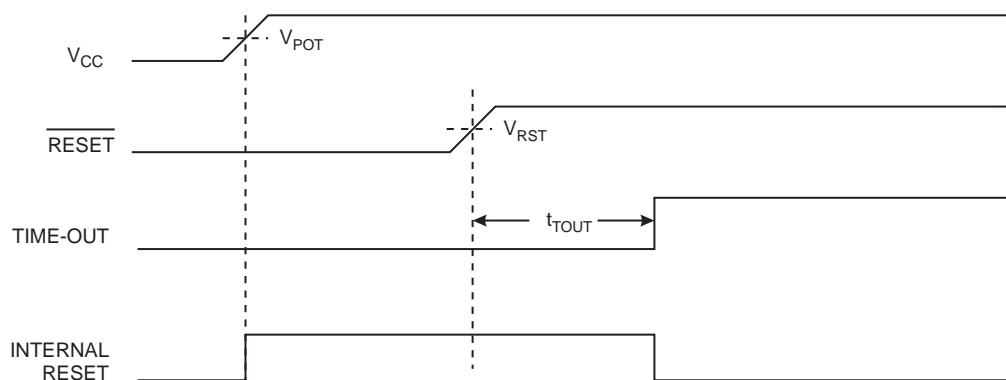 V_CC
V_POT
RESET
V_RST
TIME-OUT
t_TOUT
INTERNAL
RESET